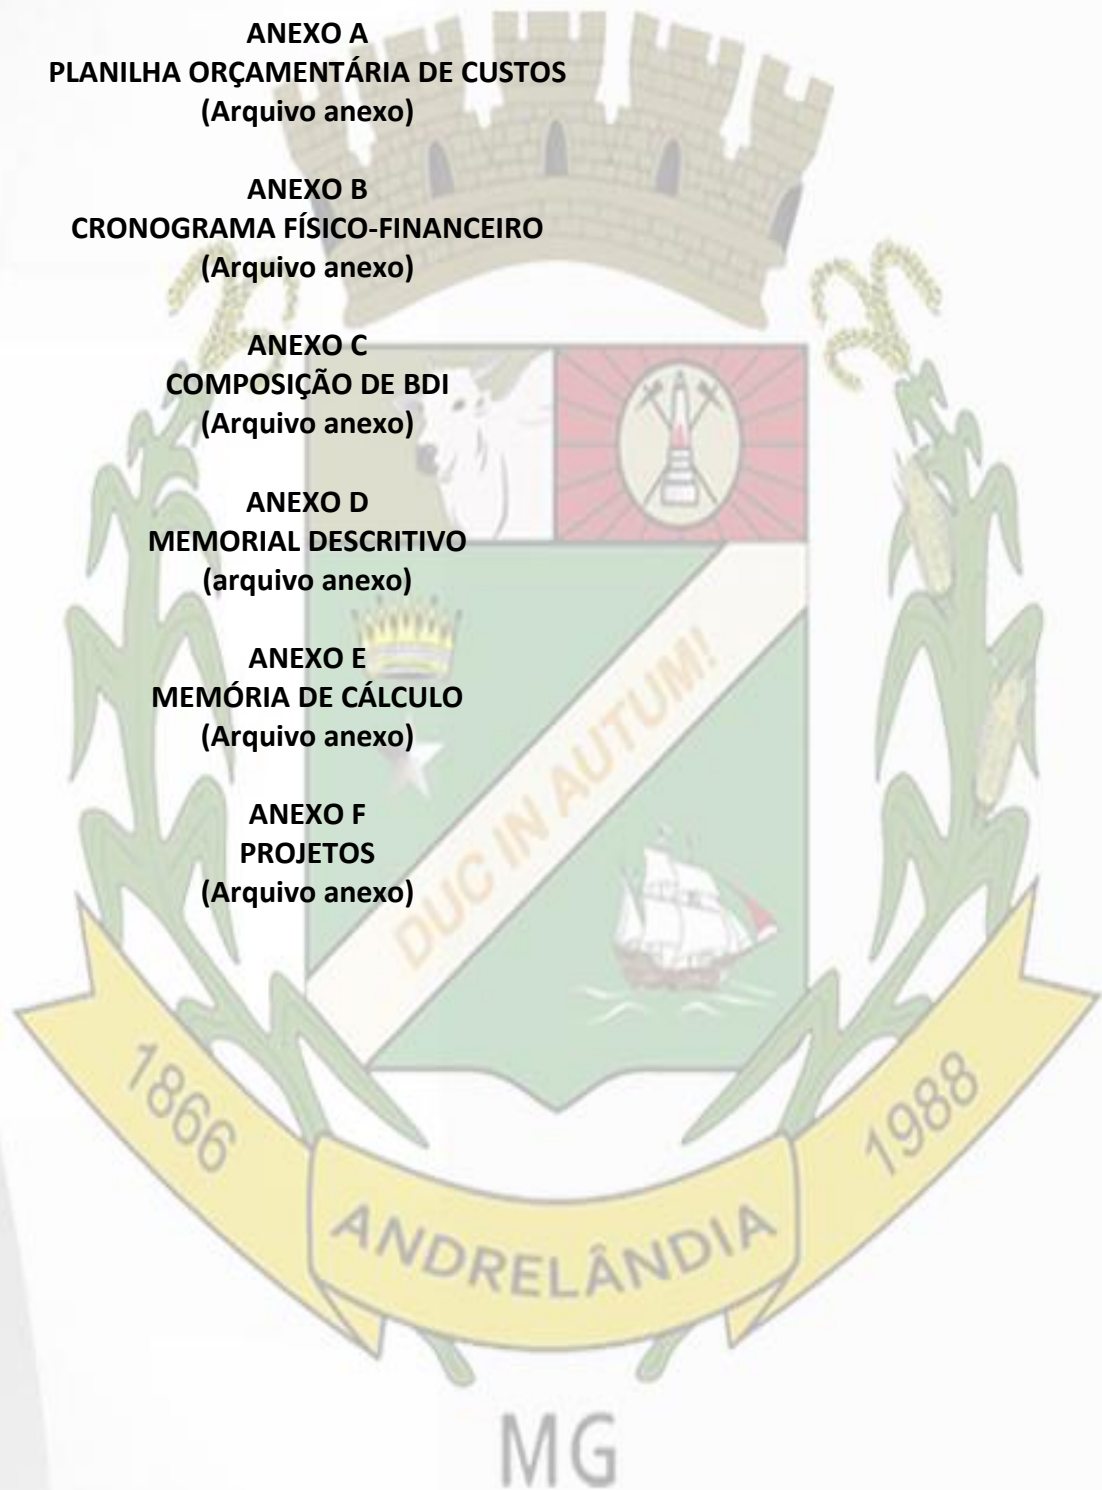 ANEXO A
PLANILHA ORÇAMENTÁRIA DE CUSTOS
(Arquivo anexo)
ANEXO B
CRONOGRAMA FÍSICO-FINANCEIRO
(Arquivo anexo)
ANEXO C
COMPOSIÇÃO DE BDI
(Arquivo anexo)
ANEXO D
MEMORIAL DESCRITIVO
(arquivo anexo)
ANEXO E
MEMÓRIA DE CÁLCULO
(Arquivo anexo)
ANEXO F
PROJETOS
(Arquivo anexo)
DUC IN AUTUM!
1866
ANDRELÂNDIA
1988
MG